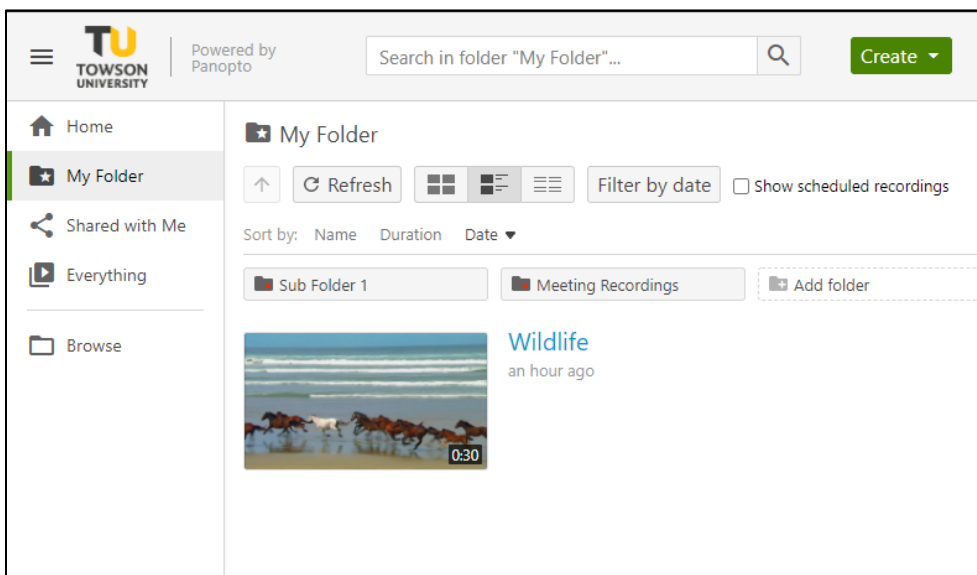 TU
TOWSON
UNIVERSITY
Powered by
Panopto
Search in folder "My Folder"...
Create
Home
My Folder
Shared with Me
Everything
Browse
My Folder
Refresh
Filter by date
Show scheduled recordings
Sort by: Name Duration Date
Sub Folder 1
Meeting Recordings
Add folder
Wildlife
an hour ago
0:30